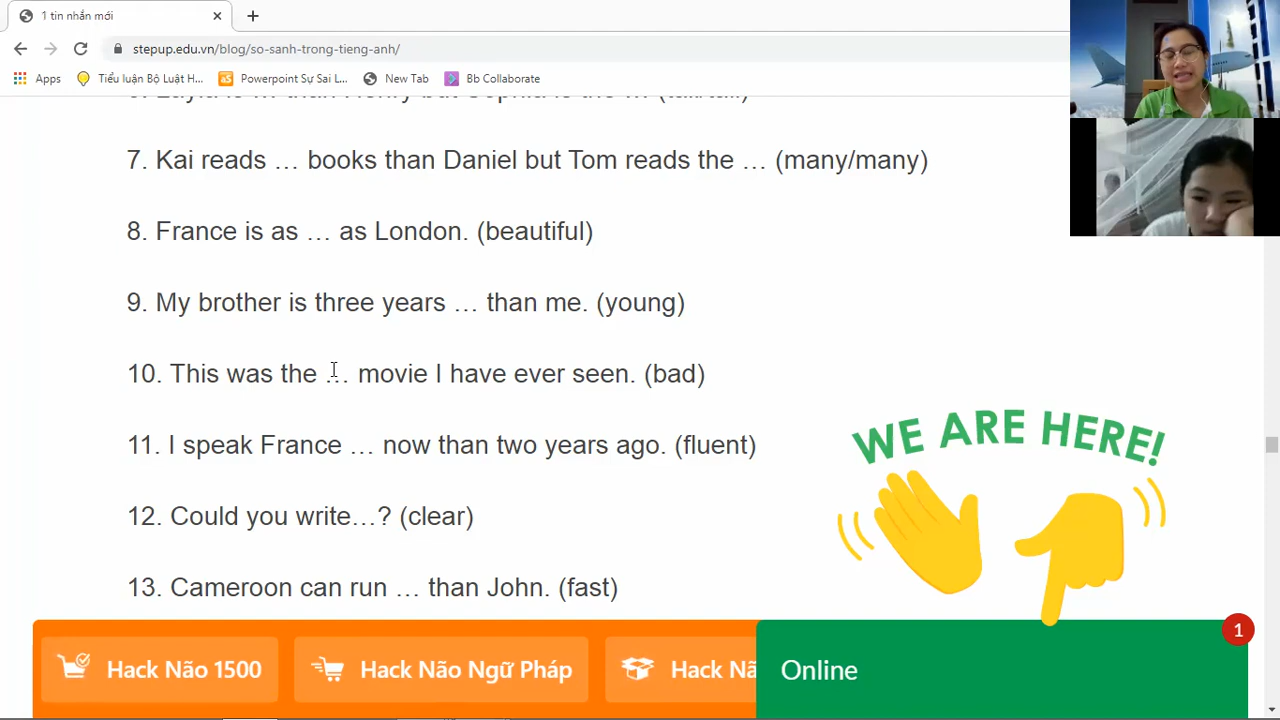 1 tin nhắn mới
stepup.edu.vn/blog/so-sanh-trong-tieng-anh/
Apps Tiểu luận Bộ Luật H... Powerpoint Sự Sai L... New Tab Bb Collaborate
7. Kai reads … books than Daniel but Tom reads the … (many/many)
8. France is as … as London. (beautiful)
9. My brother is three years … than me. (young)
10. This was the … movie I have ever seen. (bad)
11. I speak France … now than two years ago. (fluent)
12. Could you write…? (clear)
13. Cameroon can run … than John. (fast)
WE ARE HERE!
Hack Não 1500 Hack Não Ngữ Pháp Hack Nã
Online
1